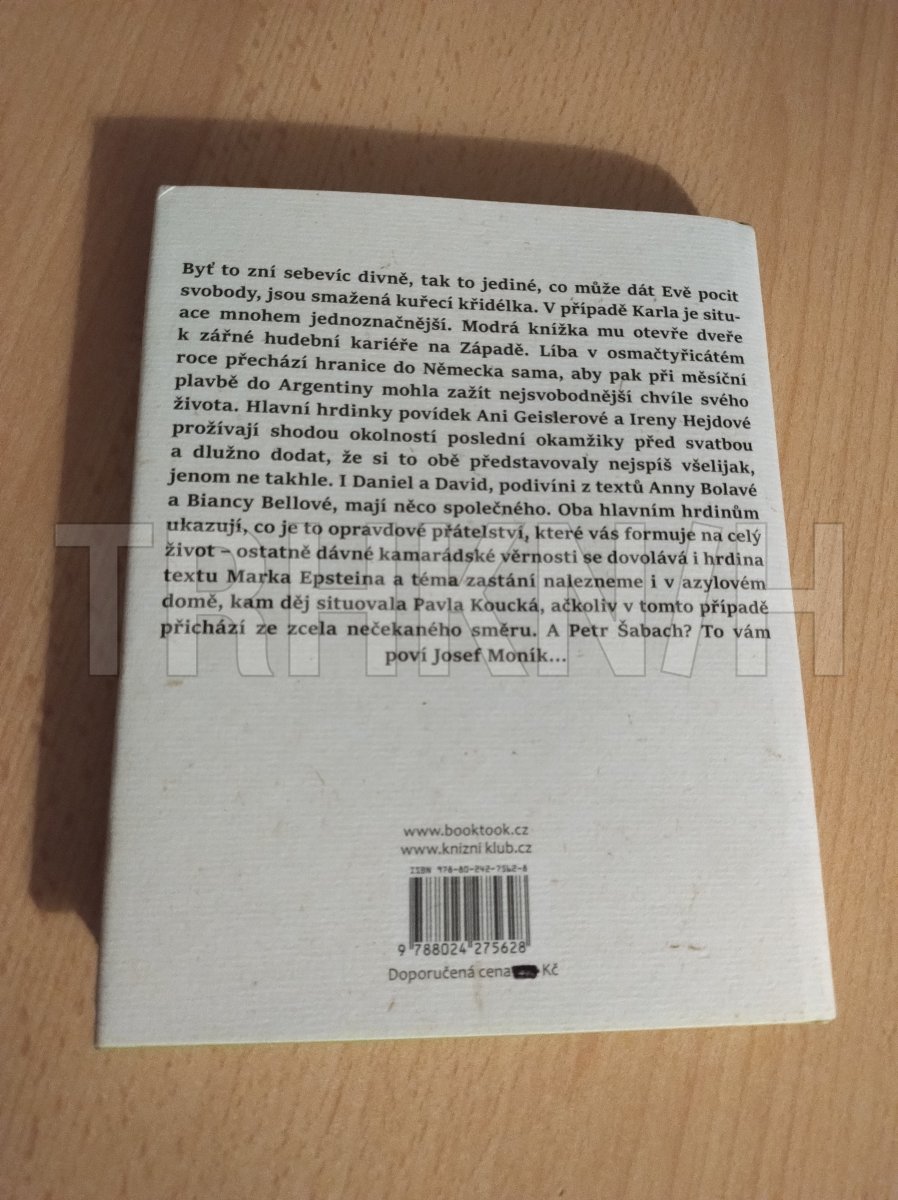 Byť to zní sebevíc divně, tak to jediné, co může dát Evě pocit
svobody, jsou smažená kuřecí křidélka. V případě Karla je situ-
ace mnohem jednoznačnější. Modrá knížka mu otevře dveře
k zářné hudební kariéře na Západě. Líba v osmačtyřicátém
roce přechází hranice do Německa sama, aby pak při měsíční
plavbě do Argentiny mohla zažít nejsvobodnější chvíle svého
života. Hlavní hrdinky povídek Ani Geislerové a Ireny Hejdové
prožívají shodou okolností poslední okamžiky před svatbou
a dlužno dodat, že si to obě představovaly nejspíš všelijak,
jenom ne takhle. I Daniel a David, podivíni z textů Anny Bolavé
a Biancy Bellové, mají něco společného. Oba hlavním hrdinům
ukazují, co je to opravdové přátelství, které vás formuje na celý
život – ostatně dávné kamarádské věrnosti se dovolává i hrdina
textu Marka Epsteina a téma zastání nalezneme i v azylovém
domě, kam děj situovala Pavla Koucká, ačkoliv v tomto případě
přichází ze zcela nečekaného směru. A Petr Šabach? To vám
poví Josef Moník...
www.booktook.cz
www.knizni klub.cz
ISBN 978-80-242-7562-8
9 788024 275628
Doporučená cena Kč